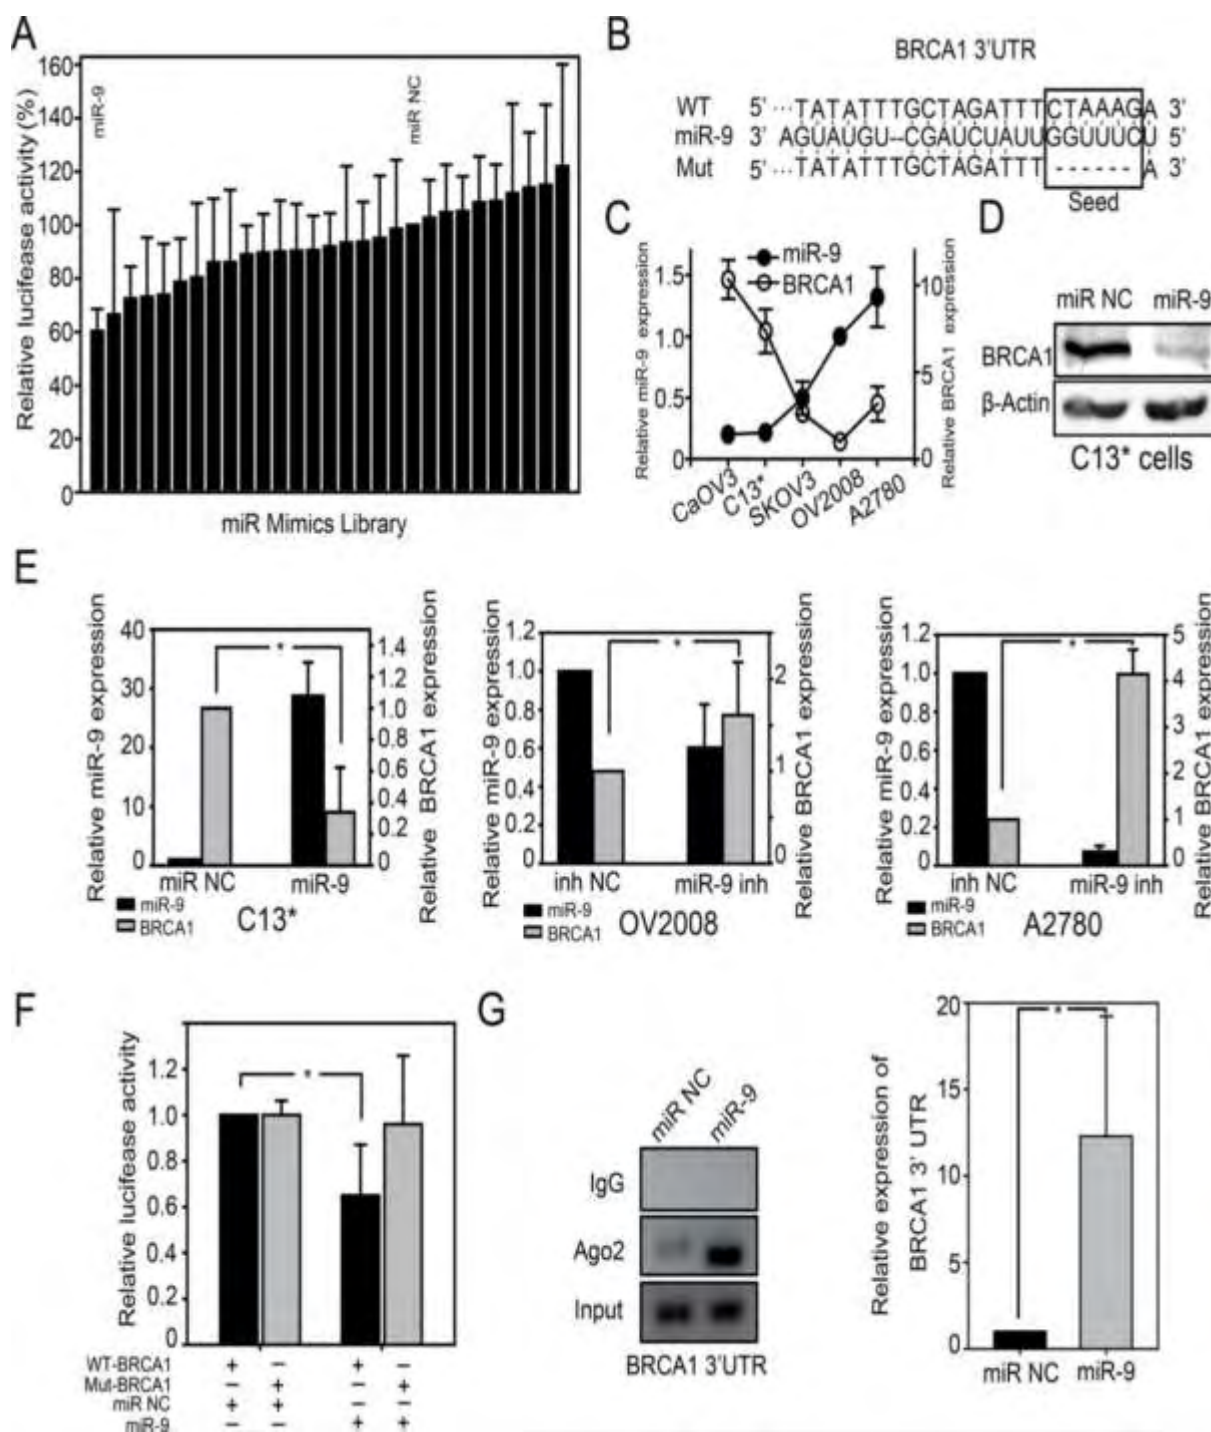 A
Relative lucifease activity (%)
160
140
120
100
80
60
40
20
0
miR-9
miR NC
miR Mimics Library
B
BRCA1 3'UTR
WT 5' ···TATATTTGCTAGATTTCTAAAGA 3'
miR-9 3' AGUAUGU--CGAUCUAUUGGUUUCU 5'
Mut 5' ···TATATTTGCTAGATTT ------ A 3'
Seed
C
Relative miR-9 expression
1.5
1.0
0.5
0
miR-9
BRCA1
10
5
0
Relative BRCA1 expression
CaOV3
C13*
SKOV3
OV2008
A2780
D
miR NC miR-9
BRCA1
β-Actin
C13* cells
E
Relative miR-9 expression
40
30
20
10
0
*
1.4
1.2
1.0
0.8
0.6
0.4
0.2
0
Relative BRCA1 expression
miR NC miR-9
miR-9
BRCA1
C13*
Relative miR-9 expression
1.2
1.0
0.8
0.6
0.4
0.2
0
*
2
1
0
Relative BRCA1 expression
inh NC miR-9 inh
miR-9
BRCA1
OV2008
Relative miR-9 expression
1.2
1.0
0.8
0.6
0.4
0.2
0
*
5
4
3
2
1
0
Relative BRCA1 expression
inh NC miR-9 inh
miR-9
BRCA1
A2780
F
Relative luciferase activity
1.2
1.0
0.8
0.6
0.4
0.2
0
*
WT-BRCA1 + – + –
Mut-BRCA1 – + – +
miR NC + + – –
miR-9 – – + +
G
miR NC
miR-9
IgG
Ago2
Input
BRCA1 3'UTR
Relative expression of
BRCA1 3' UTR
20
15
10
5
0
*
miR NC miR-9